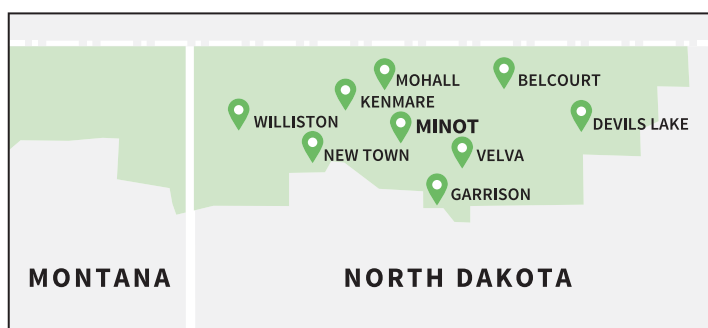 MOHALL
BELCOURT
KENMARE
WILLISTON
MINOT
DEVILS LAKE
NEW TOWN
VELVA
GARRISON
MONTANA
NORTH DAKOTA